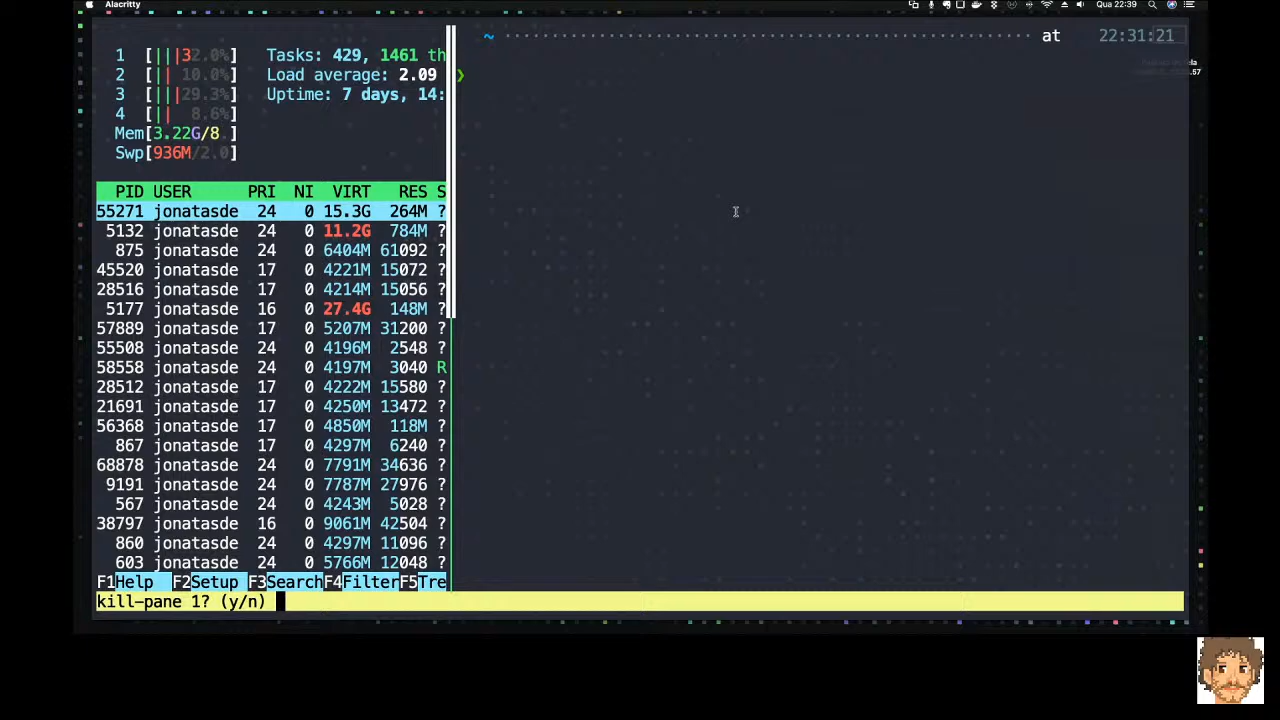 Alacritty Qua 22:39
~ at 22:31:21
1 [|||32.0%] Tasks: 429, 1461 th
2 [|| 10.0%] Load average: 2.09
3 [|||29.3%] Uptime: 7 days, 14:
4 [|| 8.6%]
Mem[3.22G/8 ]
Swp[936M/2.0]
❯
PID USER PRI NI VIRT RES S
55271 jonatasde 24 0 15.3G 264M ?
5132 jonatasde 24 0 11.2G 784M ?
875 jonatasde 24 0 6404M 61092 ?
45520 jonatasde 17 0 4221M 15072 ?
28516 jonatasde 17 0 4214M 15056 ?
5177 jonatasde 16 0 27.4G 148M ?
57889 jonatasde 17 0 5207M 31200 ?
55508 jonatasde 24 0 4196M 2548 ?
58558 jonatasde 24 0 4197M 3040 R
28512 jonatasde 17 0 4222M 15580 ?
21691 jonatasde 17 0 4250M 13472 ?
56368 jonatasde 17 0 4850M 118M ?
867 jonatasde 17 0 4297M 6240 ?
68878 jonatasde 24 0 7791M 34636 ?
9191 jonatasde 24 0 7787M 27976 ?
567 jonatasde 24 0 4243M 5028 ?
38797 jonatasde 16 0 9061M 42504 ?
860 jonatasde 24 0 4297M 11096 ?
603 jonatasde 24 0 5766M 12048 ?
F1Help F2Setup F3SearchF4FilterF5Tre
kill-pane 1? (y/n)